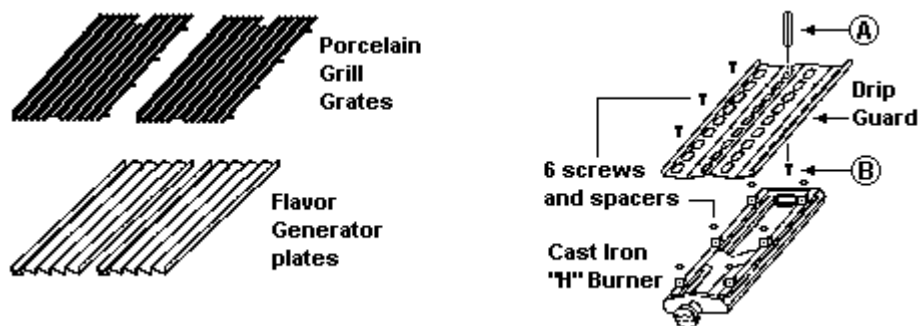 Porcelain
Grill
Grates
Flavor
Generator
plates
A
Drip
Guard
6 screws
and spacers
B
Cast Iron
"H" Burner